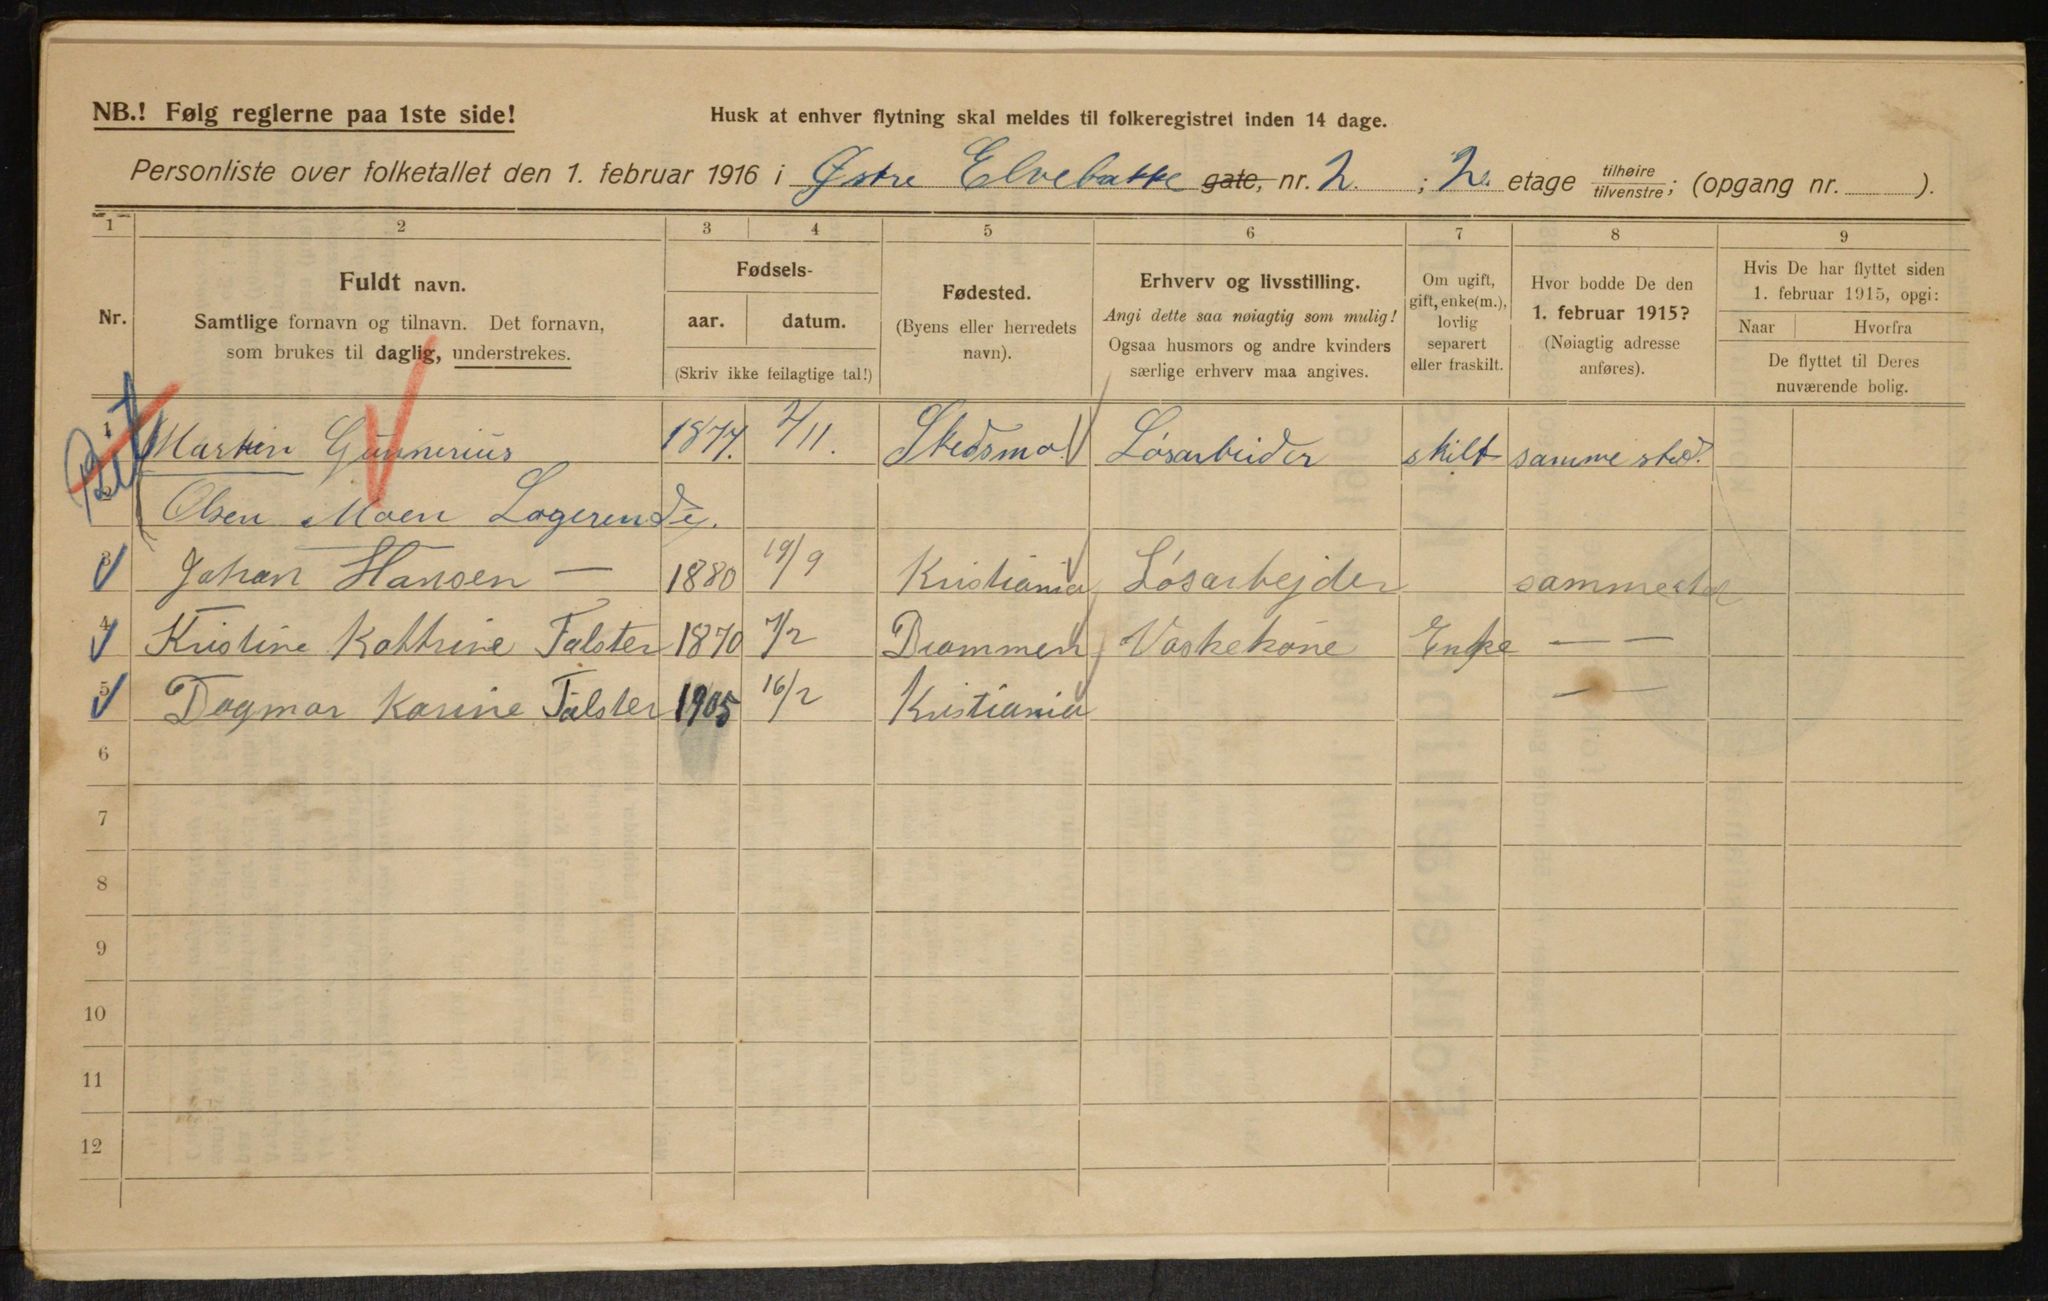 NB.! Følg reglerne paa 1ste side!
Husk at enhver flytning skal meldes til folkeregistret inden 14 dage.
Personliste over folketallet den 1. februar 1916 i Østre Elvebakke gate, nr. 2. ; 2. etage tilhøire tilvenstre; (opgang nr. ).
1 2 3 4 5 6 7 8 9
Nr.
Fuldt navn.
Samtlige fornavn og tilnavn. Det fornavn,
som brukes til daglig, understrekes.
Fødsels-
aar. datum.
(Skriv ikke feilagtige tal!)
Fødested.
(Byens eller herredets
navn).
Erhverv og livsstilling.
Angi dette saa nøiagtig som mulig!
Ogsaa husmors og andre kvinders
særlige erhverv maa angives.
Om ugift,
gift, enke(m.),
lovlig
separert
eller fraskilt.
Hvor bodde De den
1. februar 1915?
(Nøiagtig adresse
anføres).
Hvis De har flyttet siden
1. februar 1915, opgi:
Naar Hvorfra
De flyttet til Deres
nuværende bolig.
1 Martin Gunnerius 1877. 2/11. Skedsmo. Løsarbeider skilt samme sted.
Olsen Moen Logerende.
3 Johan Hansen — 1880 19/9 Kristiania Løsarbejder sammested
4 Kristine Kathrine Falster 1870 7/2 Drammen Vaskekone Enke — —
5 Dagmar Karine Falster 1905 16/2 Kristiania — —
6
7
8
9
10
11
12